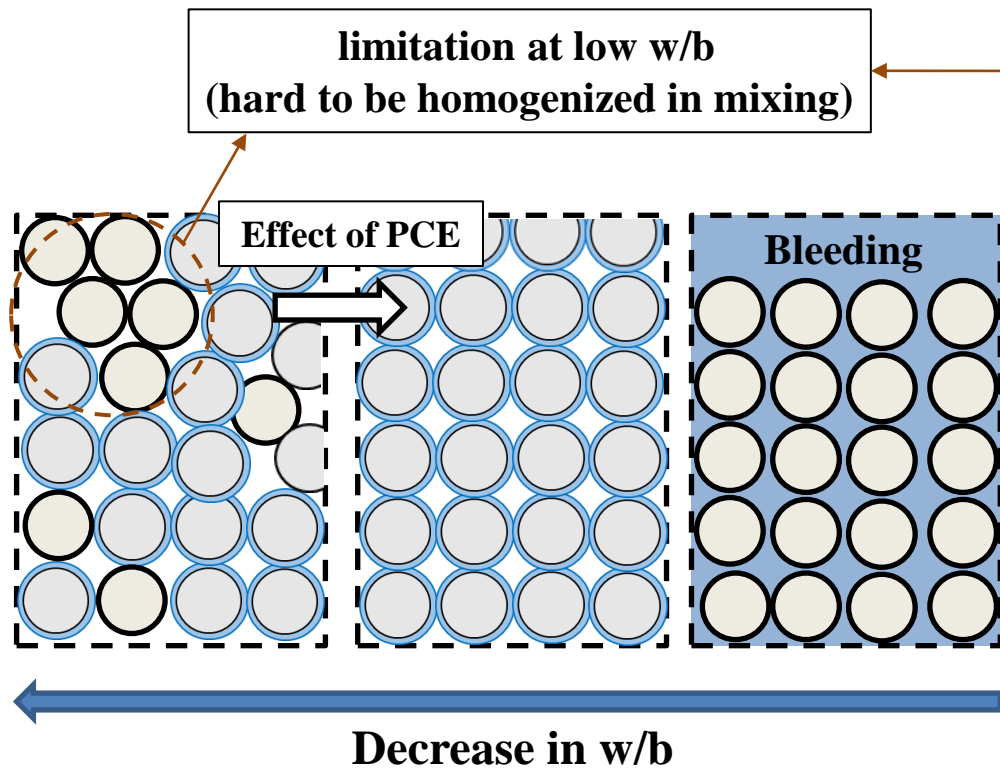 limitation at low w/b
(hard to be homogenized in mixing)
Effect of PCE
Bleeding
Decrease in w/b